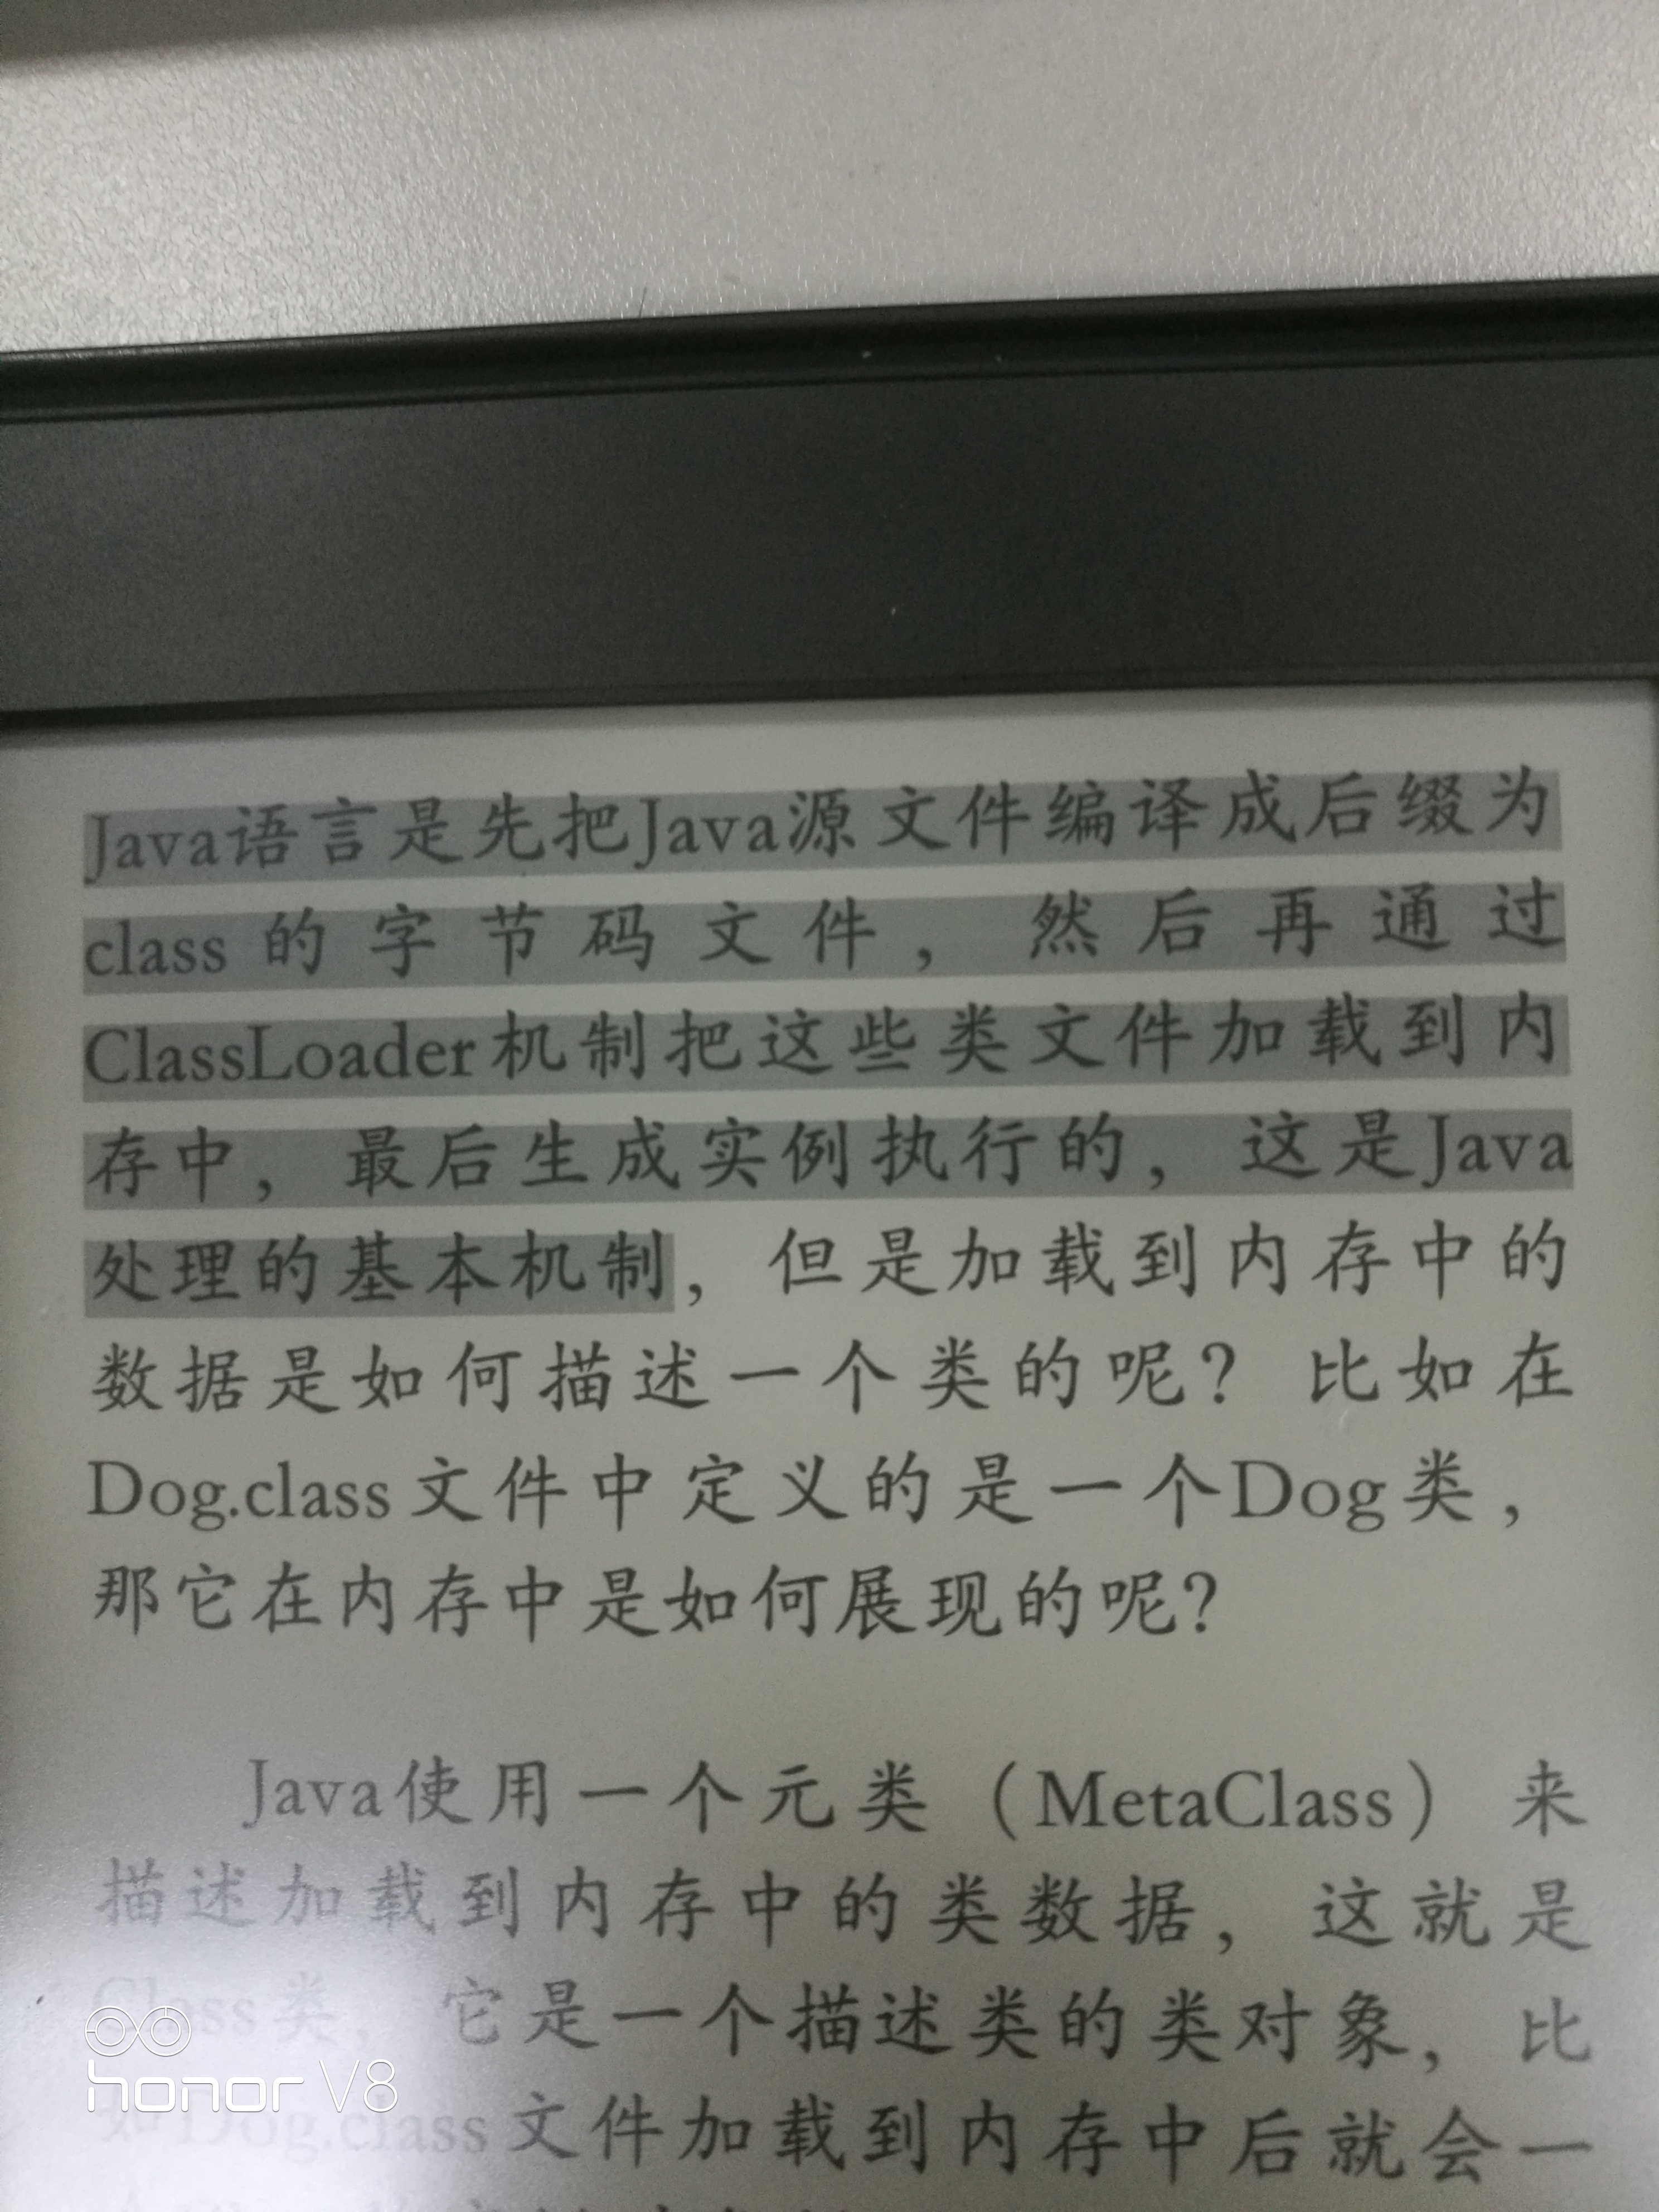 Java语言是先把Java源文件编译成后缀为
class的字节码文件，然后再通过
ClassLoader机制把这些类文件加载到内
存中，最后生成实例执行的，这是Java
处理的基本机制，但是加载到内存中的
数据是如何描述一个类的呢？比如在
Dog.class文件中定义的是一个Dog类，
那它在内存中是如何展现的呢？
Java使用一个元类（MetaClass）来
描述加载到内存中的类数据，这就是
Class类，它是一个描述类的类对象，比
如Dog.class文件加载到内存中后就会一
honor V8